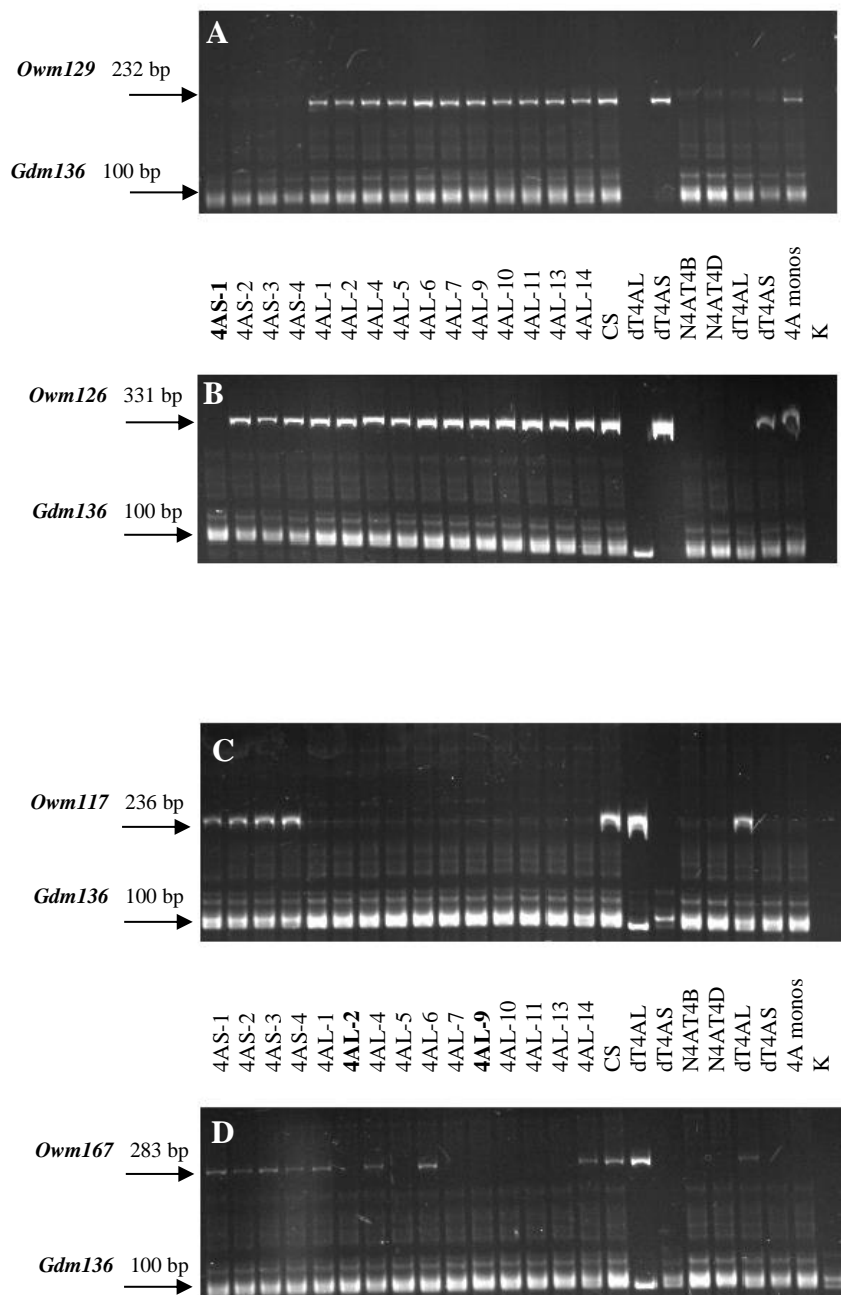 A
Owm129 232 bp
Gdm136 100 bp
4AS-1
4AS-2
4AS-3
4AS-4
4AL-1
4AL-2
4AL-4
4AL-5
4AL-6
4AL-7
4AL-9
4AL-10
4AL-11
4AL-13
4AL-14
CS
dT4AL
dT4AS
N4AT4B
N4AT4D
dT4AL
dT4AS
4A monos
K
B
Owm126 331 bp
Gdm136 100 bp
C
Owm117 236 bp
Gdm136 100 bp
4AS-1
4AS-2
4AS-3
4AS-4
4AL-1
4AL-2
4AL-4
4AL-5
4AL-6
4AL-7
4AL-9
4AL-10
4AL-11
4AL-13
4AL-14
CS
dT4AL
dT4AS
N4AT4B
N4AT4D
dT4AL
dT4AS
4A monos
K
D
Owm167 283 bp
Gdm136 100 bp